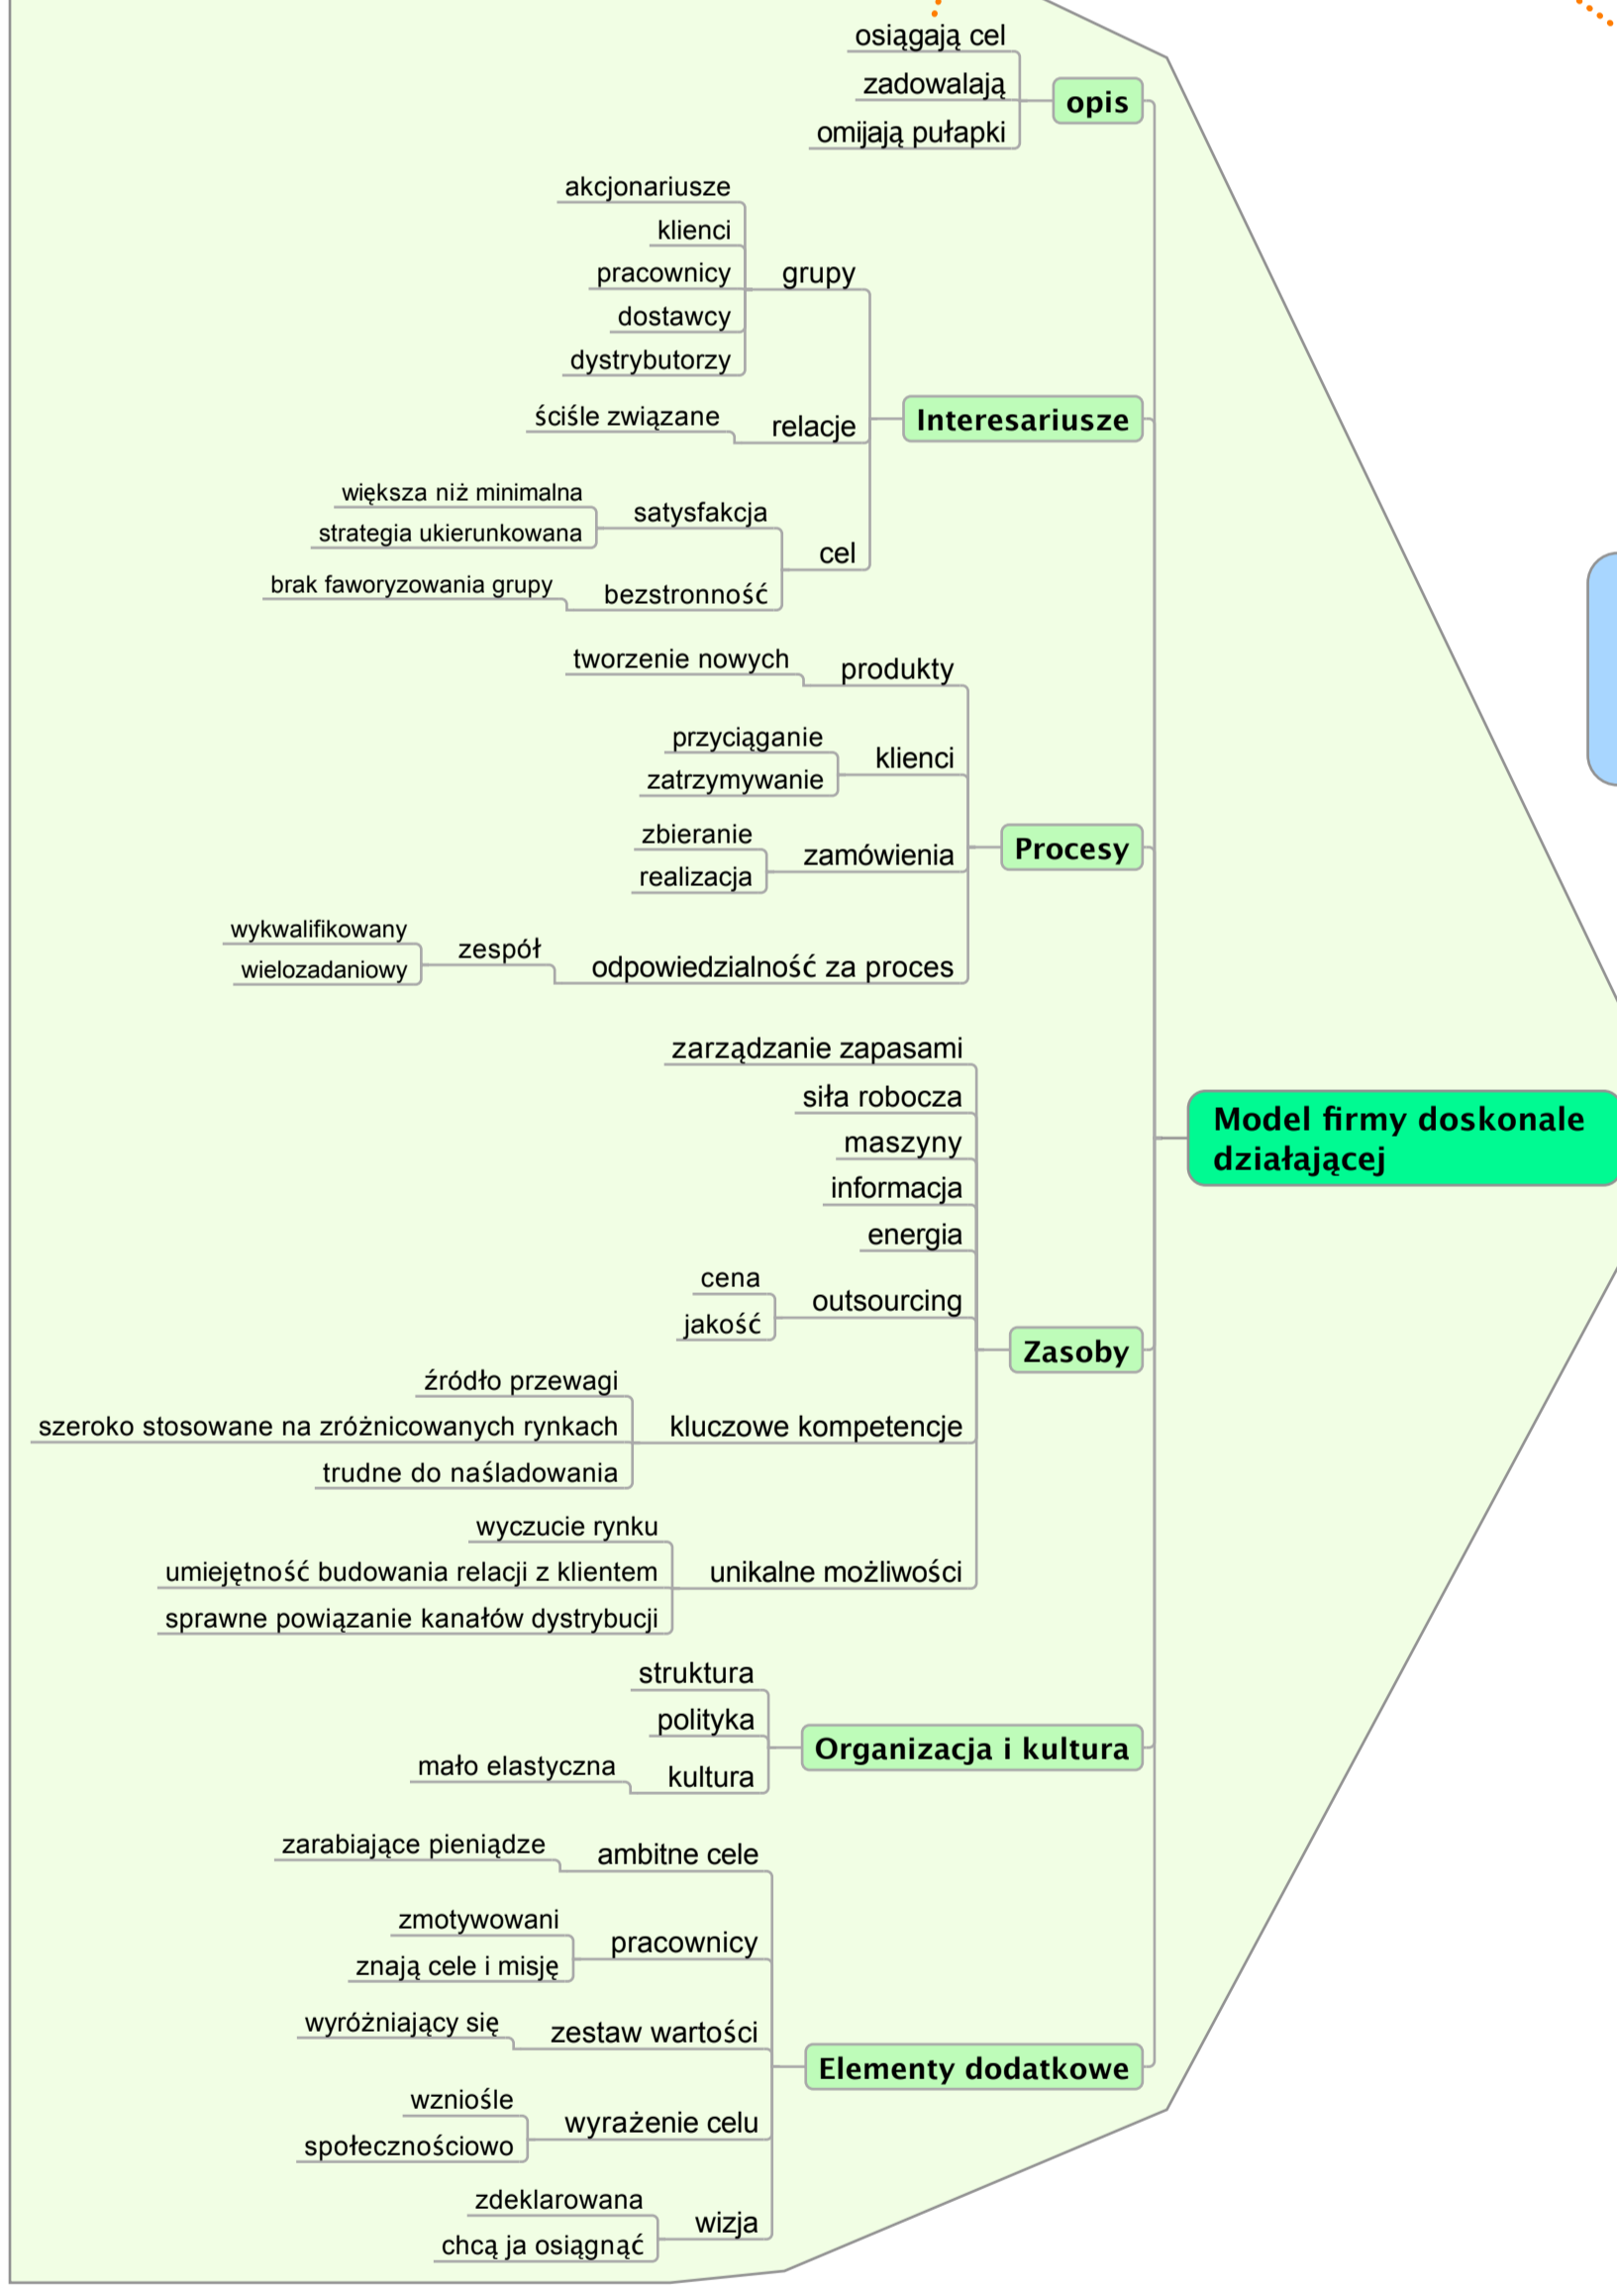 osiągają cel
zadowalają
omijają pułapki
opis
akcjonariusze
klienci
pracownicy
dostawcy
dystrybutorzy
grupy
ściśle związane
relacje
większa niż minimalna
strategia ukierunkowana
satysfakcja
brak faworyzowania grupy
bezstronność
cel
Interesariusze
tworzenie nowych
produkty
przyciąganie
zatrzymywanie
klienci
zbieranie
realizacja
zamówienia
wykwalifikowany
wielozadaniowy
zespół
odpowiedzialność za proces
Procesy
zarządzanie zapasami
siła robocza
maszyny
informacja
energia
cena
jakość
outsourcing
źródło przewagi
szeroko stosowane na zróżnicowanych rynkach
trudne do naśladowania
kluczowe kompetencje
wyczucie rynku
umiejętność budowania relacji z klientem
sprawne powiązanie kanałów dystrybucji
unikalne możliwości
Zasoby
struktura
polityka
mało elastyczna
kultura
Organizacja i kultura
zarabiające pieniądze
ambitne cele
zmotywowani
znają cele i misję
pracownicy
wyróżniający się
zestaw wartości
wzniośle
społecznościowo
wyrażenie celu
zdeklarowana
chcą ja osiągnąć
wizja
Elementy dodatkowe
Model firmy doskonale
działającej